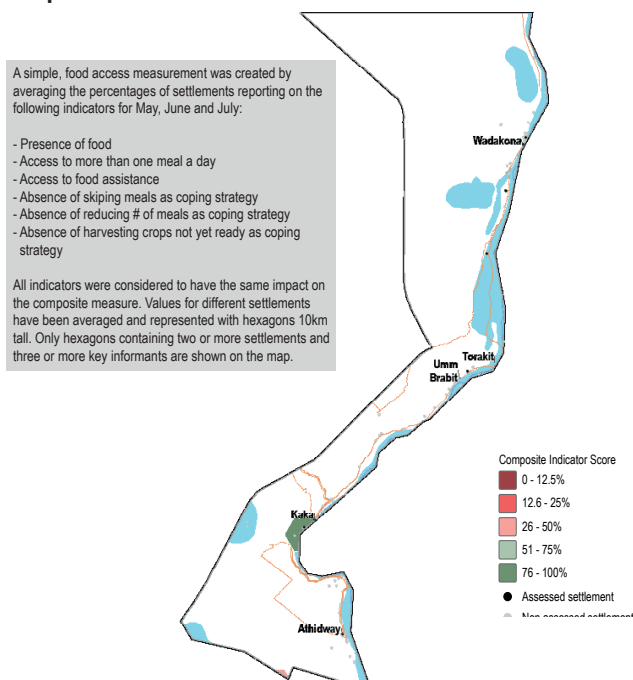 A simple, food access measurement was created by
averaging the percentages of settlements reporting on the
following indicators for May, June and July:
- Presence of food
- Access to more than one meal a day
- Access to food assistance
- Absence of skiping meals as coping strategy
- Absence of reducing # of meals as coping strategy
- Absence of harvesting crops not yet ready as coping
strategy
All indicators were considered to have the same impact on
the composite measure. Values for different settlements
have been averaged and represented with hexagons 10km
tall. Only hexagons containing two or more settlements and
three or more key informants are shown on the map.
Wadakona
Torakit
Umm
Brabit
Kaka
Athidway
Composite Indicator Score
0 - 12.5%
12.6 - 25%
26 - 50%
51 - 75%
76 - 100%
Assessed settlement
Non assessed settlement